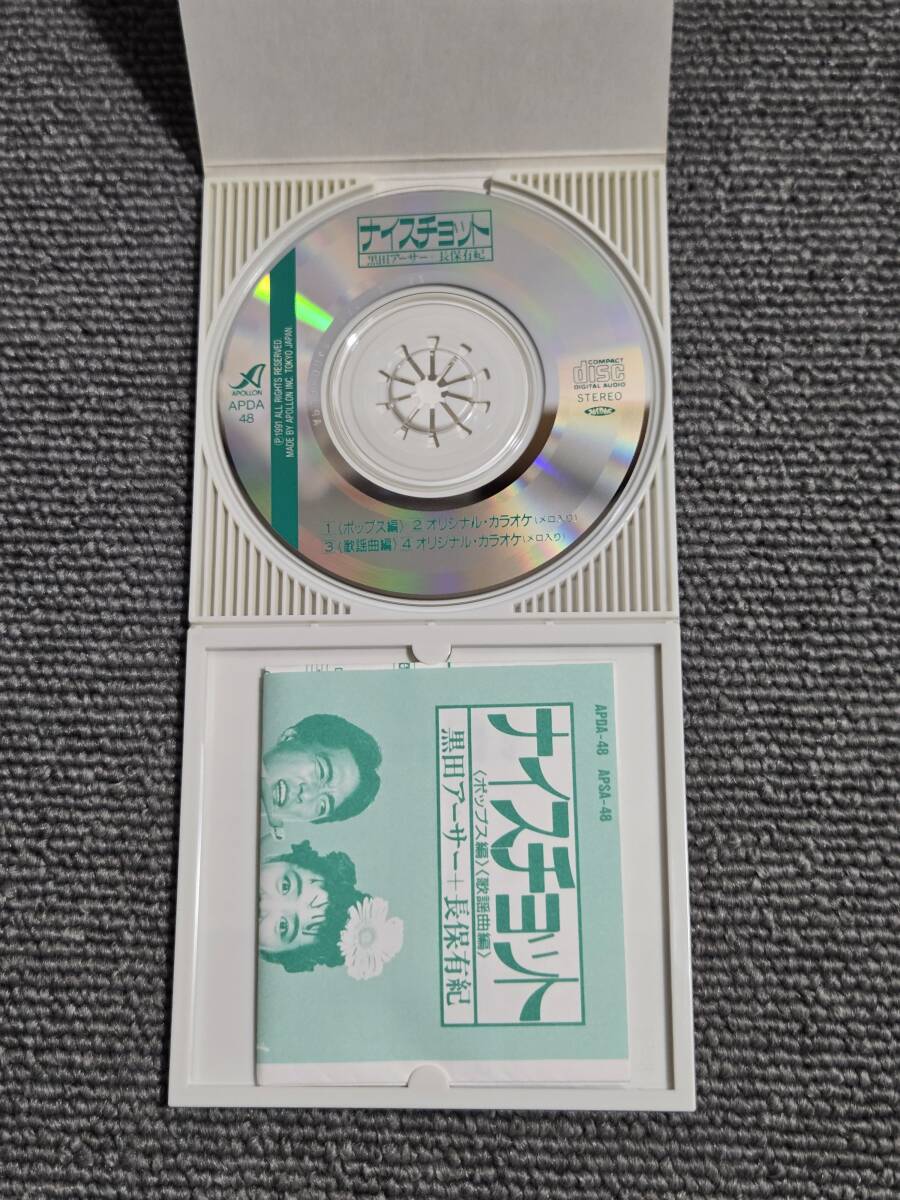 ナイスチョット
黒田アーサー+長保有紀
APOLLON
APDA
48
℗1991 ALL RIGHTS RESERVED.
MADE BY APOLLON INC. TOKYO JAPAN.
COMPACT
disc
DIGITAL AUDIO
STEREO
1〈ポップス編〉 2 オリジナル・カラオケ(メロ入り)
3〈歌謡曲編〉 4 オリジナル・カラオケ(メロ入り)
APDA-48 APSA-48
ナイスチョット
〈ポップス編〉〈歌謡曲編〉
黒田アーサー+長保有紀